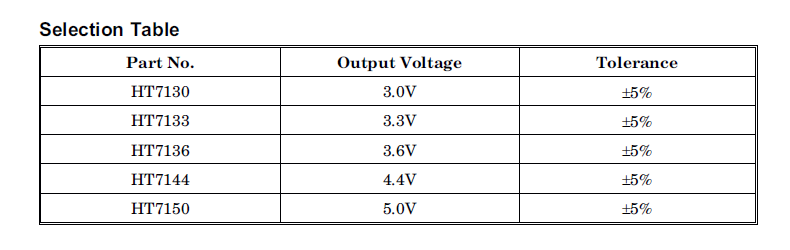 Selection Table
Part No. Output Voltage Tolerance
HT7130 3.0V ±5%
HT7133 3.3V ±5%
HT7136 3.6V ±5%
HT7144 4.4V ±5%
HT7150 5.0V ±5%